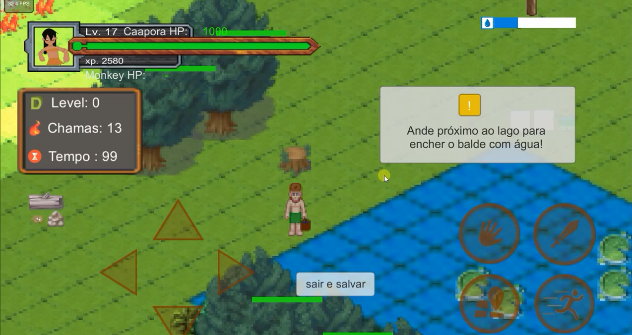 Lv. 17 Caapora HP: 1000
xp. 2580
Monkey HP:
D Level: 0
Chamas: 13
Tempo : 99
!
Ande próximo ao lago para
encher o balde com água!
sair e salvar